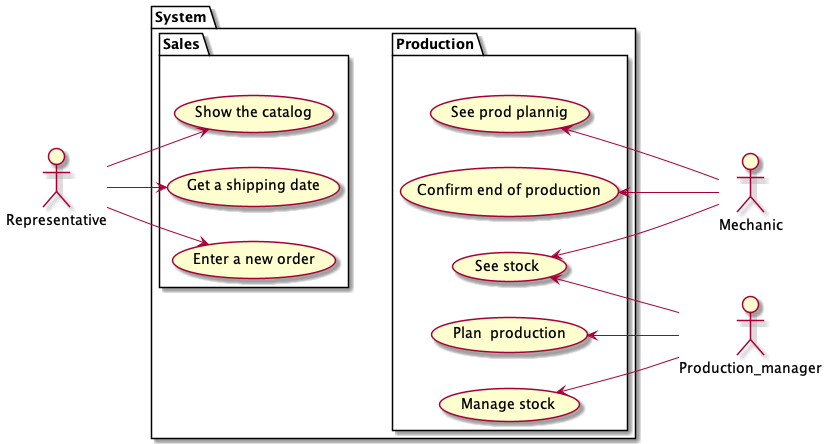 System
Sales
Production
Show the catalog
See prod plannig
Get a shipping date
Confirm end of production
Representative
Mechanic
Enter a new order
See stock
Plan  production
Production_manager
Manage stock